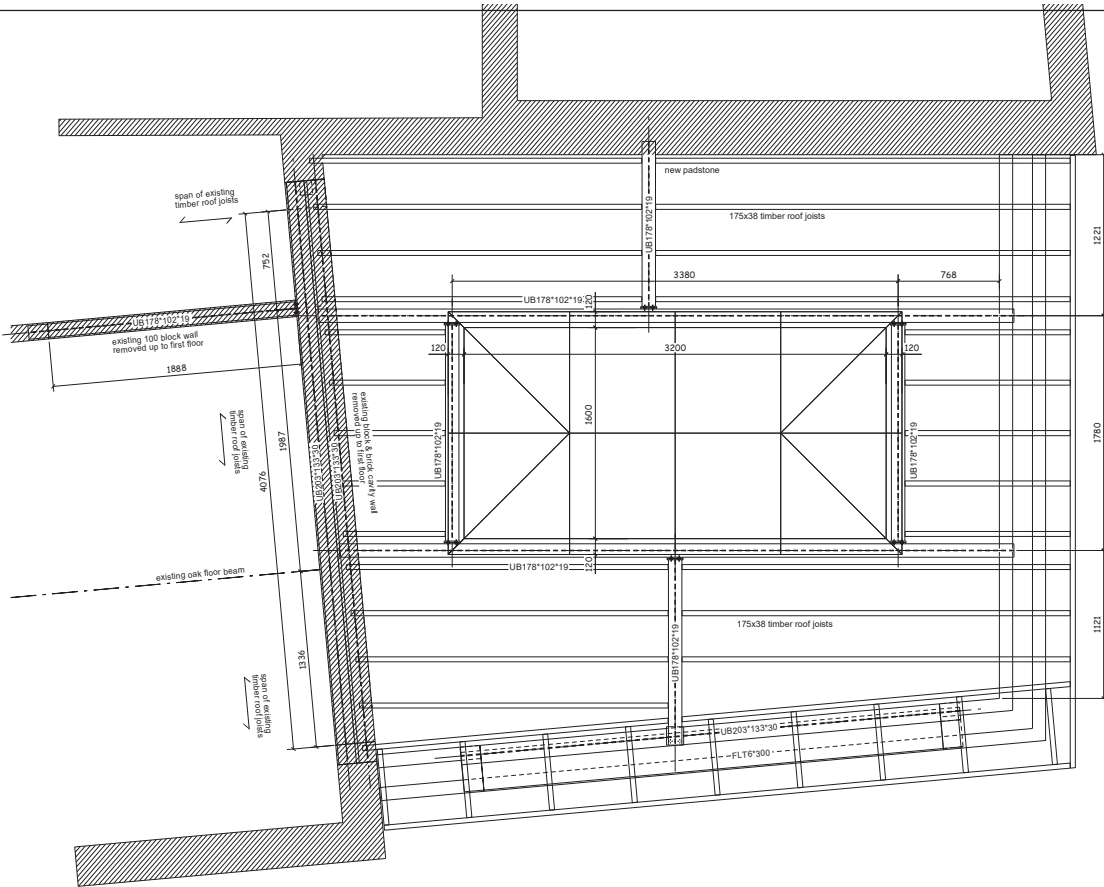 span of existing
timber roof joists
new padstone
UB178*102*19
175x38 timber roof joists
752
1221
3380
768
120
UB178*102*19
UB178*102*19
existing 100 block wall
removed up to first floor
1888
120
3200
120
existing block & brick cavity wall
removed up to first floor
1600
span of existing
timber roof joists
1987
4076
UB203*133*30
UB203*133*30
UB178*102*19
UB178*102*19
1780
existing oak floor beam
UB178*102*19
120
175x38 timber roof joists
1121
UB178*102*19
1336
span of existing
timber roof joists
UB203*133*30
FLT6*300